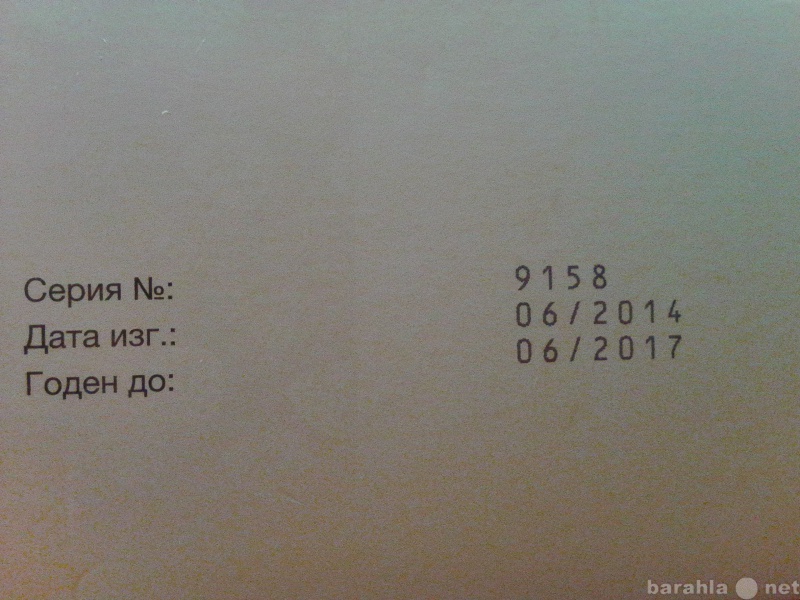 Серия №: 9158
Дата изг.: 06/2014
Годен до: 06/2017
barahla net